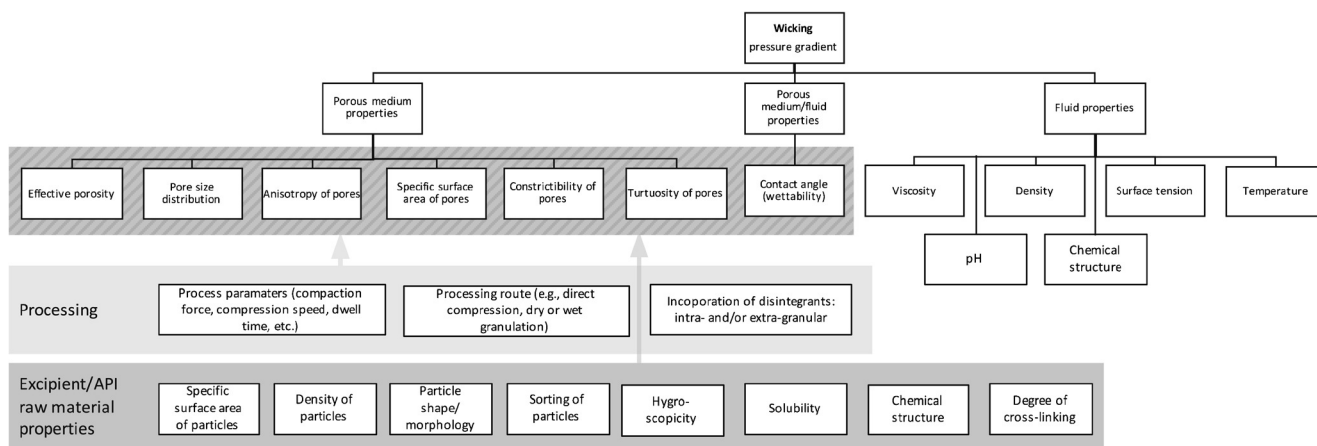 Wicking
pressure gradient
Porous medium
properties
Porous
medium/fluid
properties
Fluid properties
Effective porosity
Pore size
distribution
Anisotropy of pores
Specific surface
area of pores
Constrictibility of
pores
Turtuosity of pores
Contact angle
(wettability)
Viscosity
Density
Surface tension
Temperature
pH
Chemical
structure
Processing
Process paramaters (compaction
force, compression speed, dwell
time, etc.)
Processing route (e.g., direct
compression, dry or wet
granulation)
Incoporation of disintegrants:
intra- and/or extra-granular
Excipient/API
raw material
properties
Specific
surface area
of particles
Density of
particles
Particle
shape/
morphology
Sorting of
particles
Hygro-
scopicity
Solubility
Chemical
structure
Degree of
cross-linking